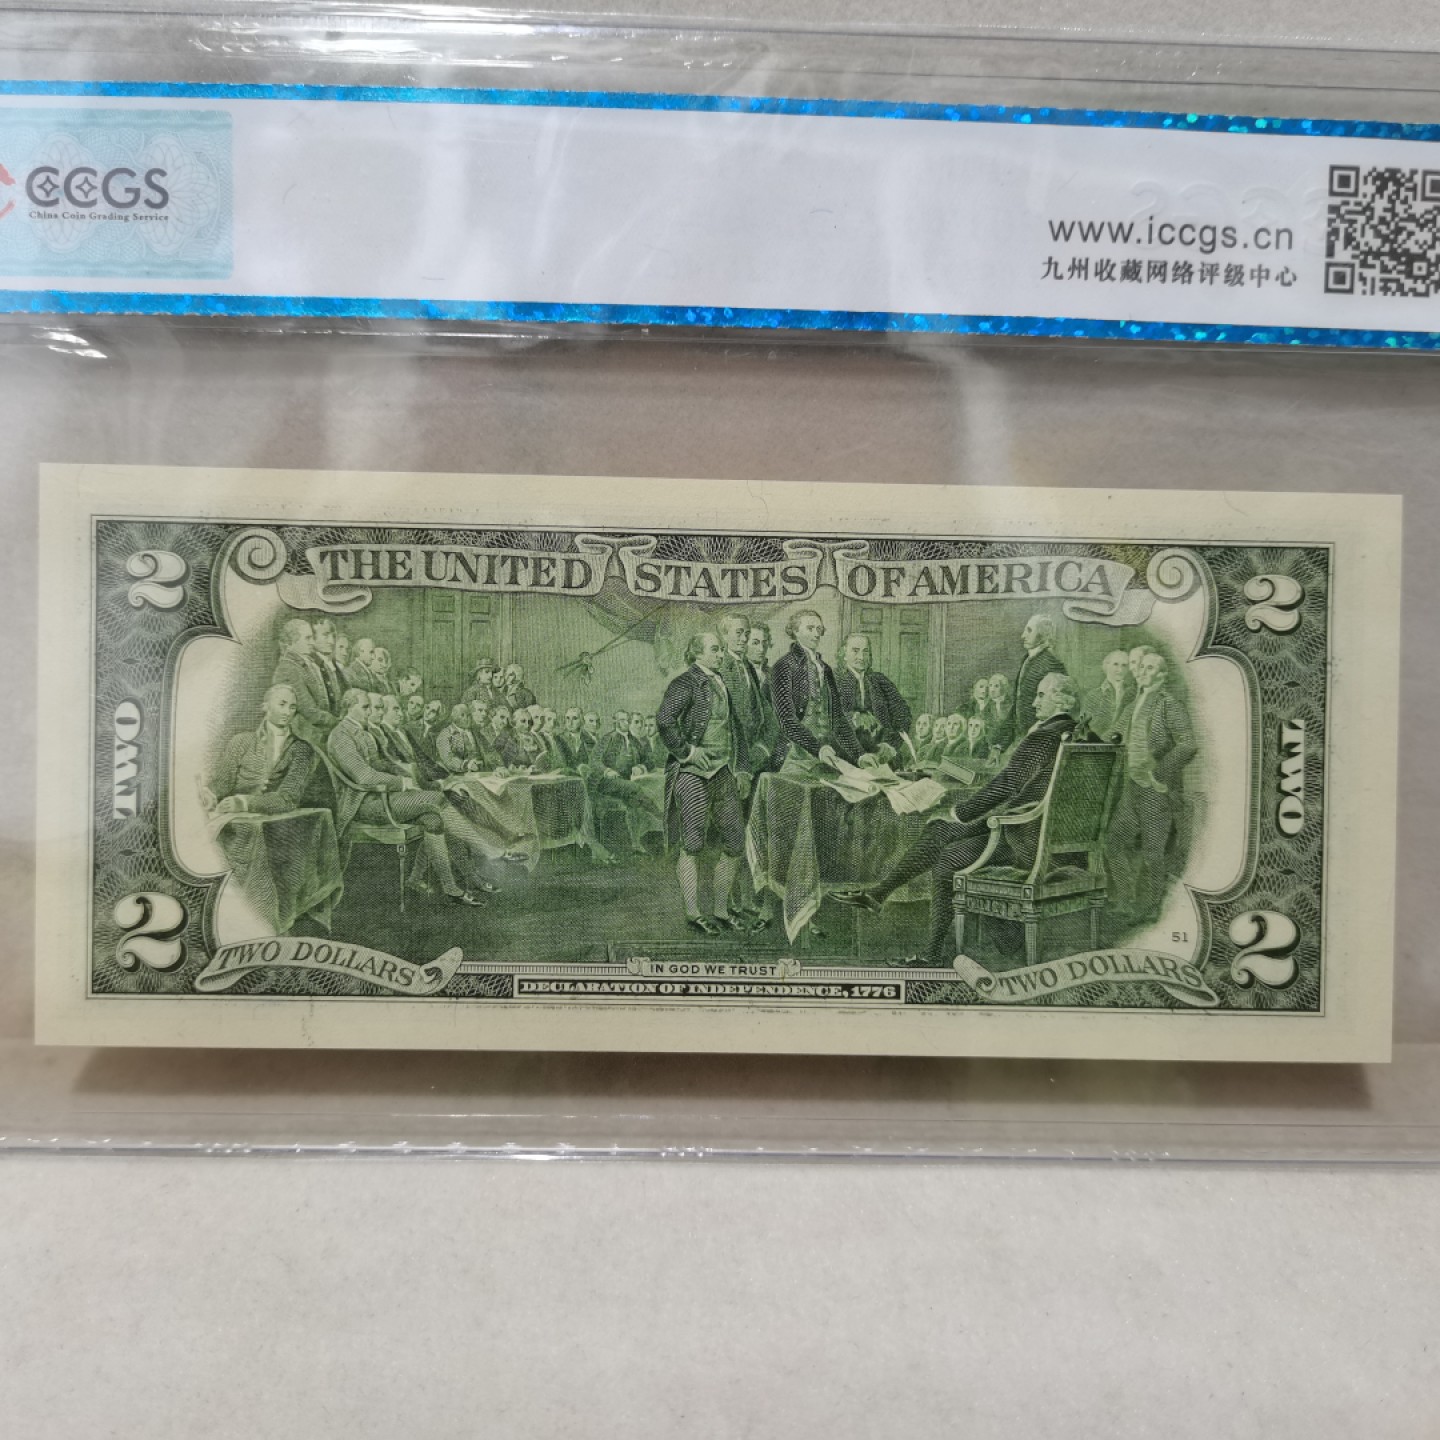 CCGS
China Coin Grading Service
www.iccgs.cn
九州收藏网络评级中心
2
THE UNITED STATES OF AMERICA
2
TWO
TWO
51
2
2
TWO DOLLARS
IN GOD WE TRUST
TWO DOLLARS
DECLARATION OF INDEPENDENCE, 1776